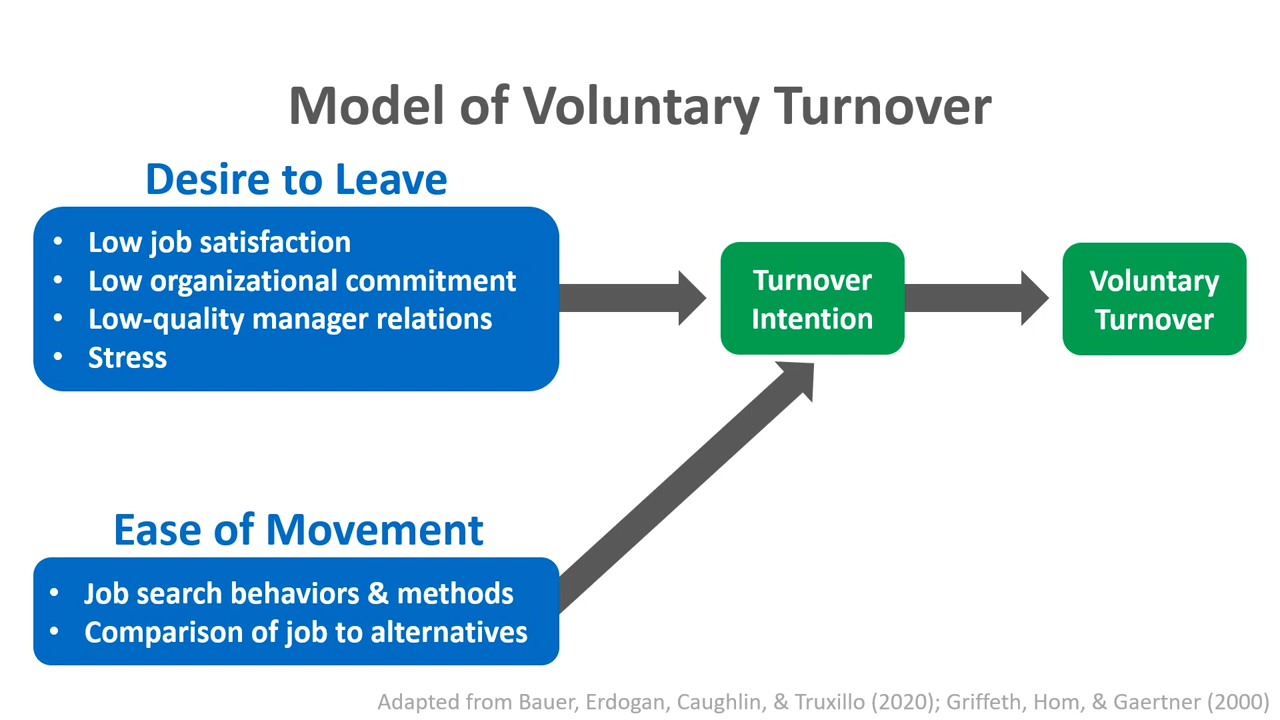 Model of Voluntary Turnover
Desire to Leave
• Low job satisfaction
• Low organizational commitment
• Low-quality manager relations
• Stress
Turnover
Intention
Voluntary
Turnover
Ease of Movement
• Job search behaviors & methods
• Comparison of job to alternatives
Adapted from Bauer, Erdogan, Caughlin, & Truxillo (2020); Griffeth, Hom, & Gaertner (2000)